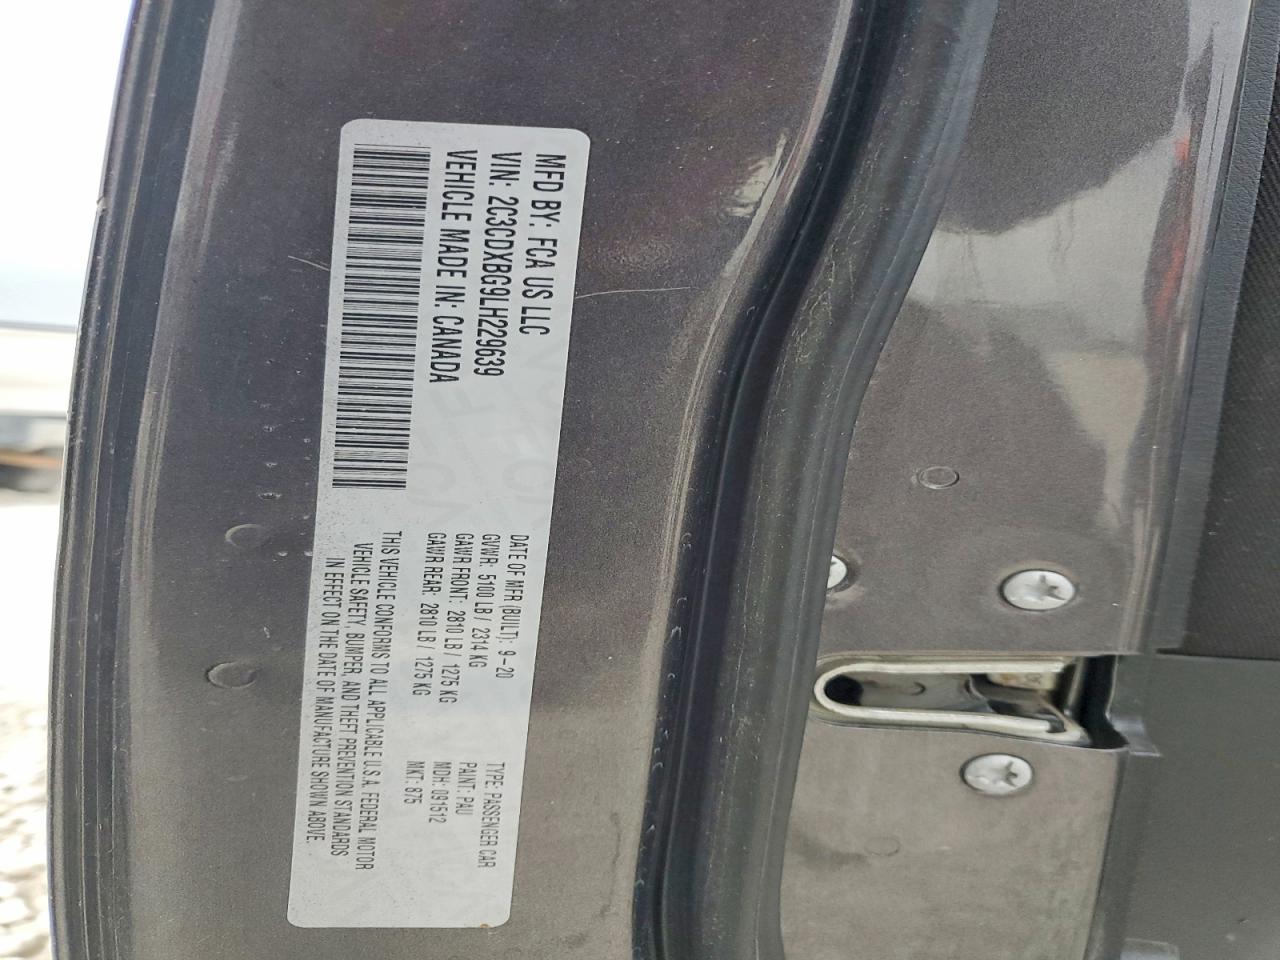 MFD BY: FCA US LLC
VIN: 2C3CDXBG9LH229639
VEHICLE MADE IN: CANADA
DATE OF MFR (BUILT): 9-20
GVWR: 5100 LB / 2314 KG
GAWR FRONT: 2810 LB / 1275 KG
GAWR REAR: 2810 LB / 1275 KG
TYPE: PASSENGER CAR
PAINT: PAU
MDH: 091512
MKT: 875
THIS VEHICLE CONFORMS TO ALL APPLICABLE U.S.A. FEDERAL MOTOR
VEHICLE SAFETY, BUMPER, AND THEFT PREVENTION STANDARDS
IN EFFECT ON THE DATE OF MANUFACTURE SHOWN ABOVE.